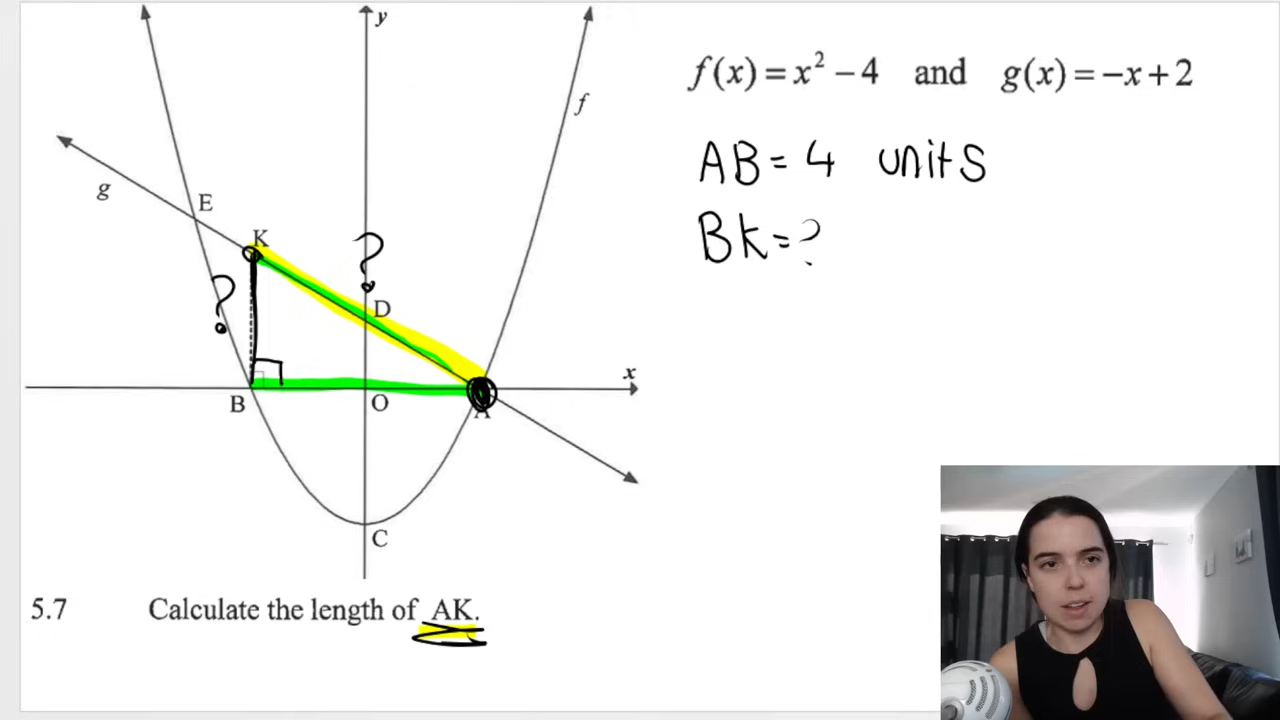 y
f(x) = x² − 4 and g(x) = −x + 2
f
AB = 4 units
g
E
K
?
BK = ?
?
D
x
B
O
A
C
5.7 Calculate the length of AK.